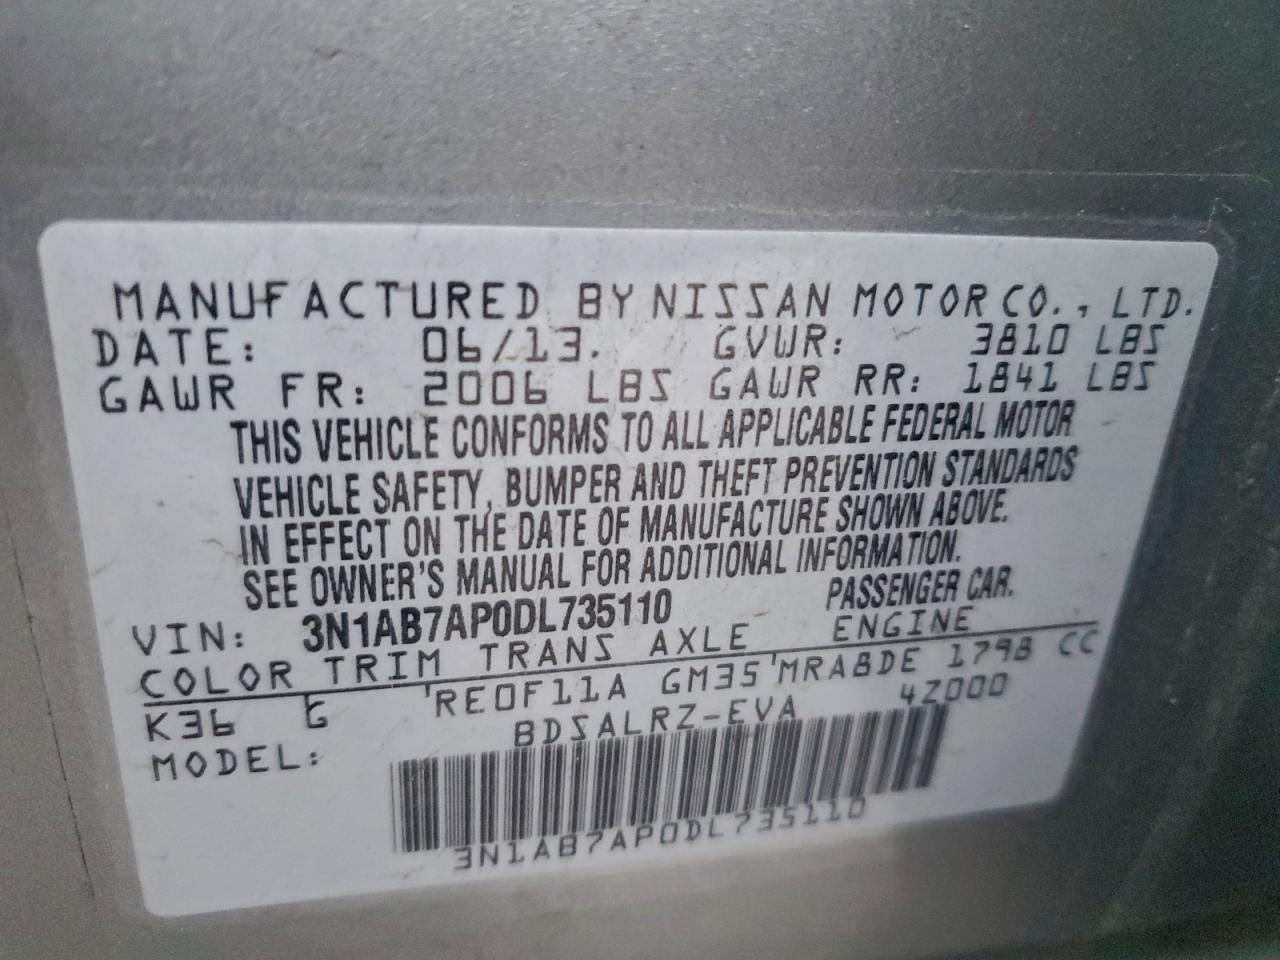 MANUFACTURED BY NISSAN MOTOR CO., LTD.
DATE: 06/13. GVWR: 3810 LBS
GAWR FR: 2006 LBS GAWR RR: 1841 LBS
THIS VEHICLE CONFORMS TO ALL APPLICABLE FEDERAL MOTOR
VEHICLE SAFETY, BUMPER AND THEFT PREVENTION STANDARDS
IN EFFECT ON THE DATE OF MANUFACTURE SHOWN ABOVE.
SEE OWNER'S MANUAL FOR ADDITIONAL INFORMATION.
VIN: 3N1AB7AP0DL735110 PASSENGER CAR.
COLOR TRIM TRANS AXLE ENGINE
K36 G RE0F11A GM35 MRA8DE 1798 CC
MODEL: BDSALRZ-EVA 4Z000
3N1AB7AP0DL735110